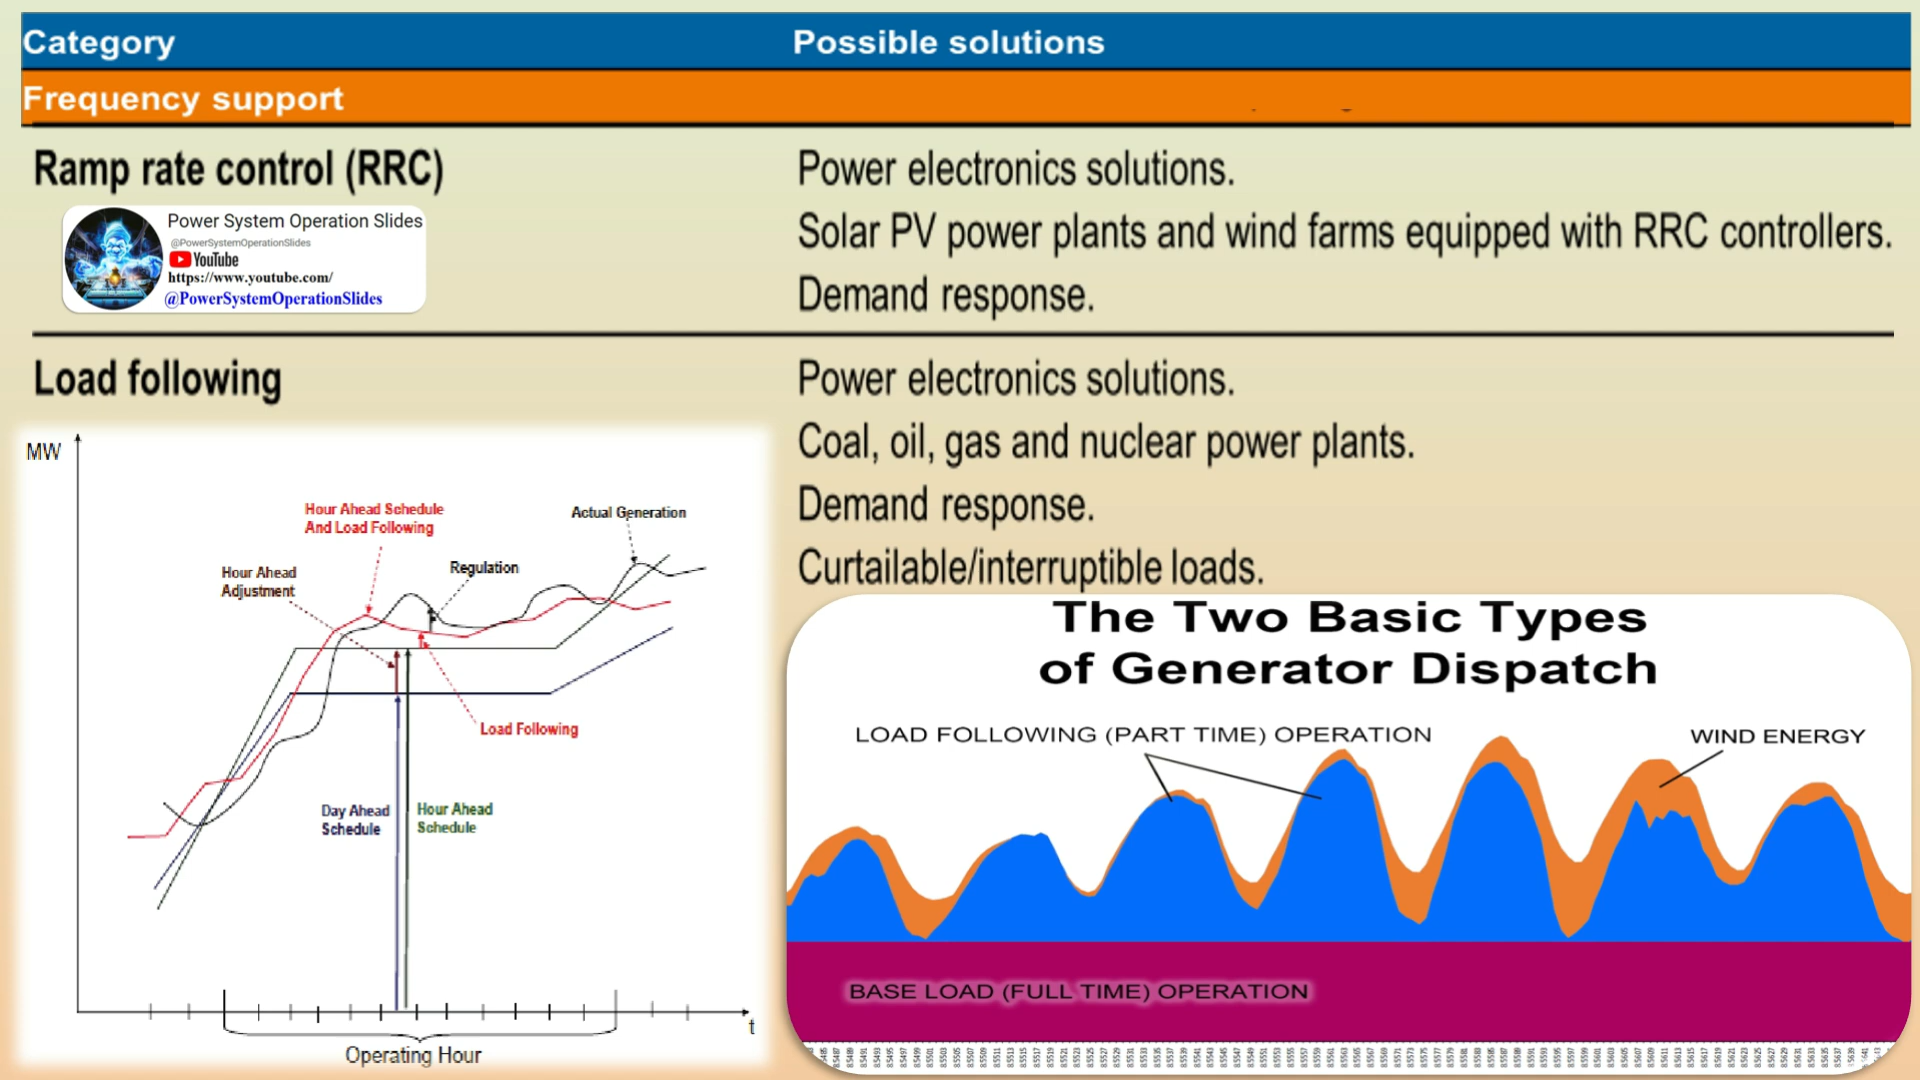 Category Possible solutions
Frequency support
Ramp rate control (RRC) Power electronics solutions.
Solar PV power plants and wind farms equipped with RRC controllers.
Demand response.
Power System Operation Slides
@PowerSystemOperationSlides
YouTube
https://www.youtube.com/
@PowerSystemOperationSlides
Load following Power electronics solutions.
Coal, oil, gas and nuclear power plants.
Demand response.
Curtailable/interruptible loads.
MW
Hour Ahead Schedule
And Load Following
Actual Generation
Hour Ahead
Adjustment
Regulation
Load Following
Day Ahead
Schedule
Hour Ahead
Schedule
t
Operating Hour
The Two Basic Types
of Generator Dispatch
LOAD FOLLOWING (PART TIME) OPERATION
WIND ENERGY
BASE LOAD (FULL TIME) OPERATION